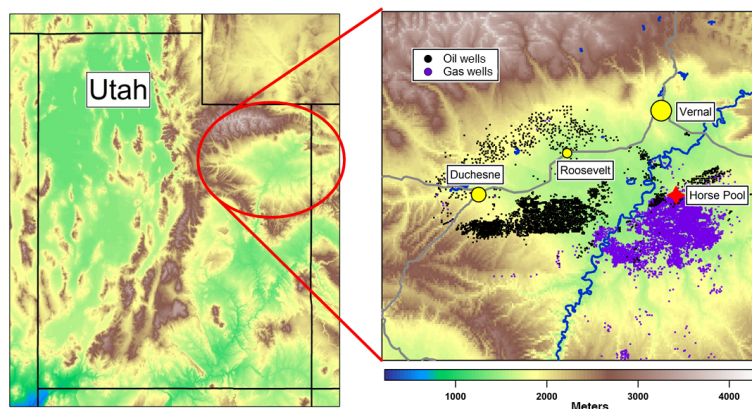 Utah
Oil wells
Gas wells
Vernal
Roosevelt
Duchesne
Horse Pool
1000 2000 3000 4000
Meters